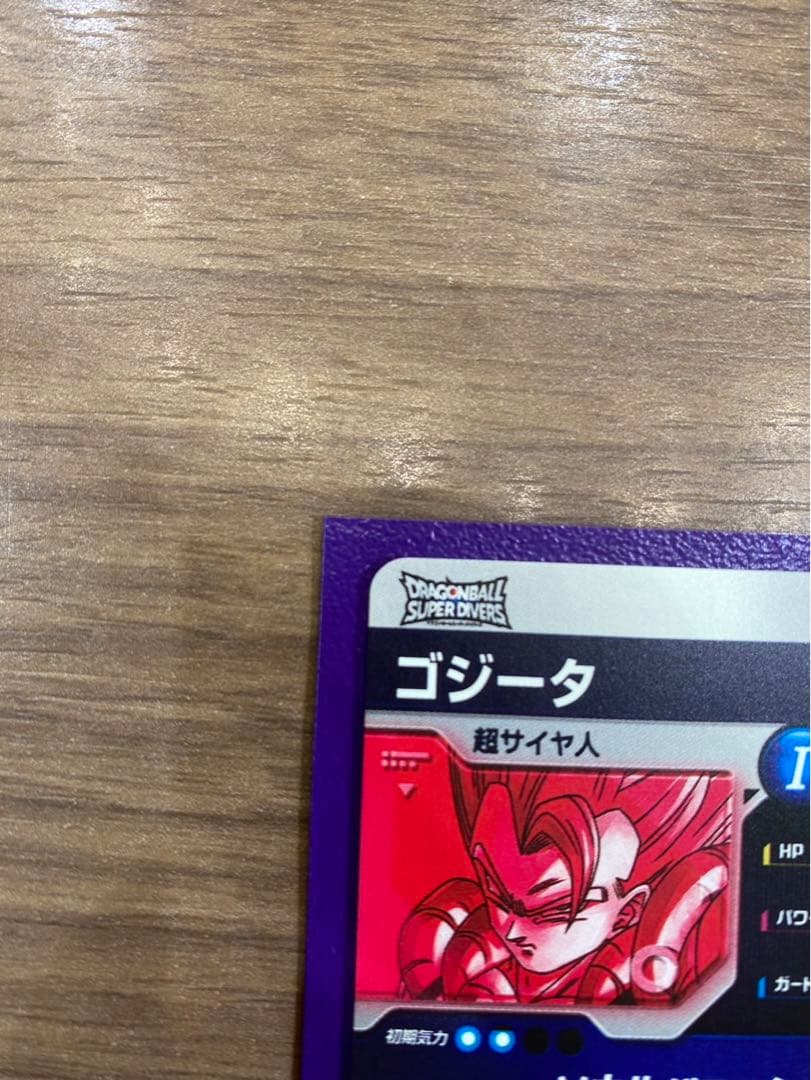 DRAGONBALL
SUPER DIVERS
ゴジータ
超サイヤ人
I
HP
パワー
ガード
初期気力